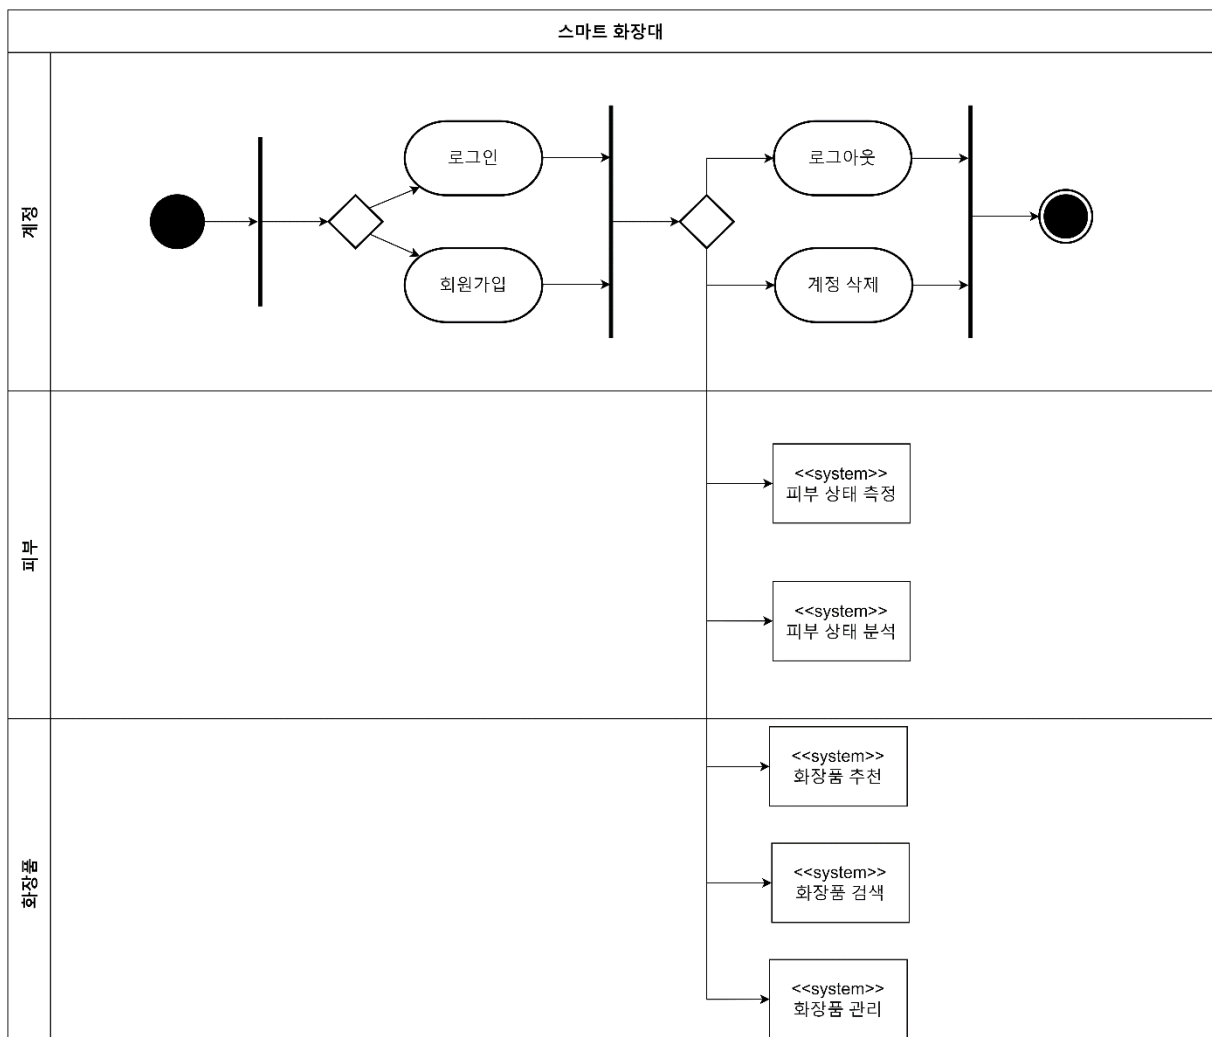 스마트 화장대
계정
로그인
회원가입
로그아웃
계정 삭제
피부
<<system>>
피부 상태 측정
<<system>>
피부 상태 분석
화장품
<<system>>
화장품 추천
<<system>>
화장품 검색
<<system>>
화장품 관리